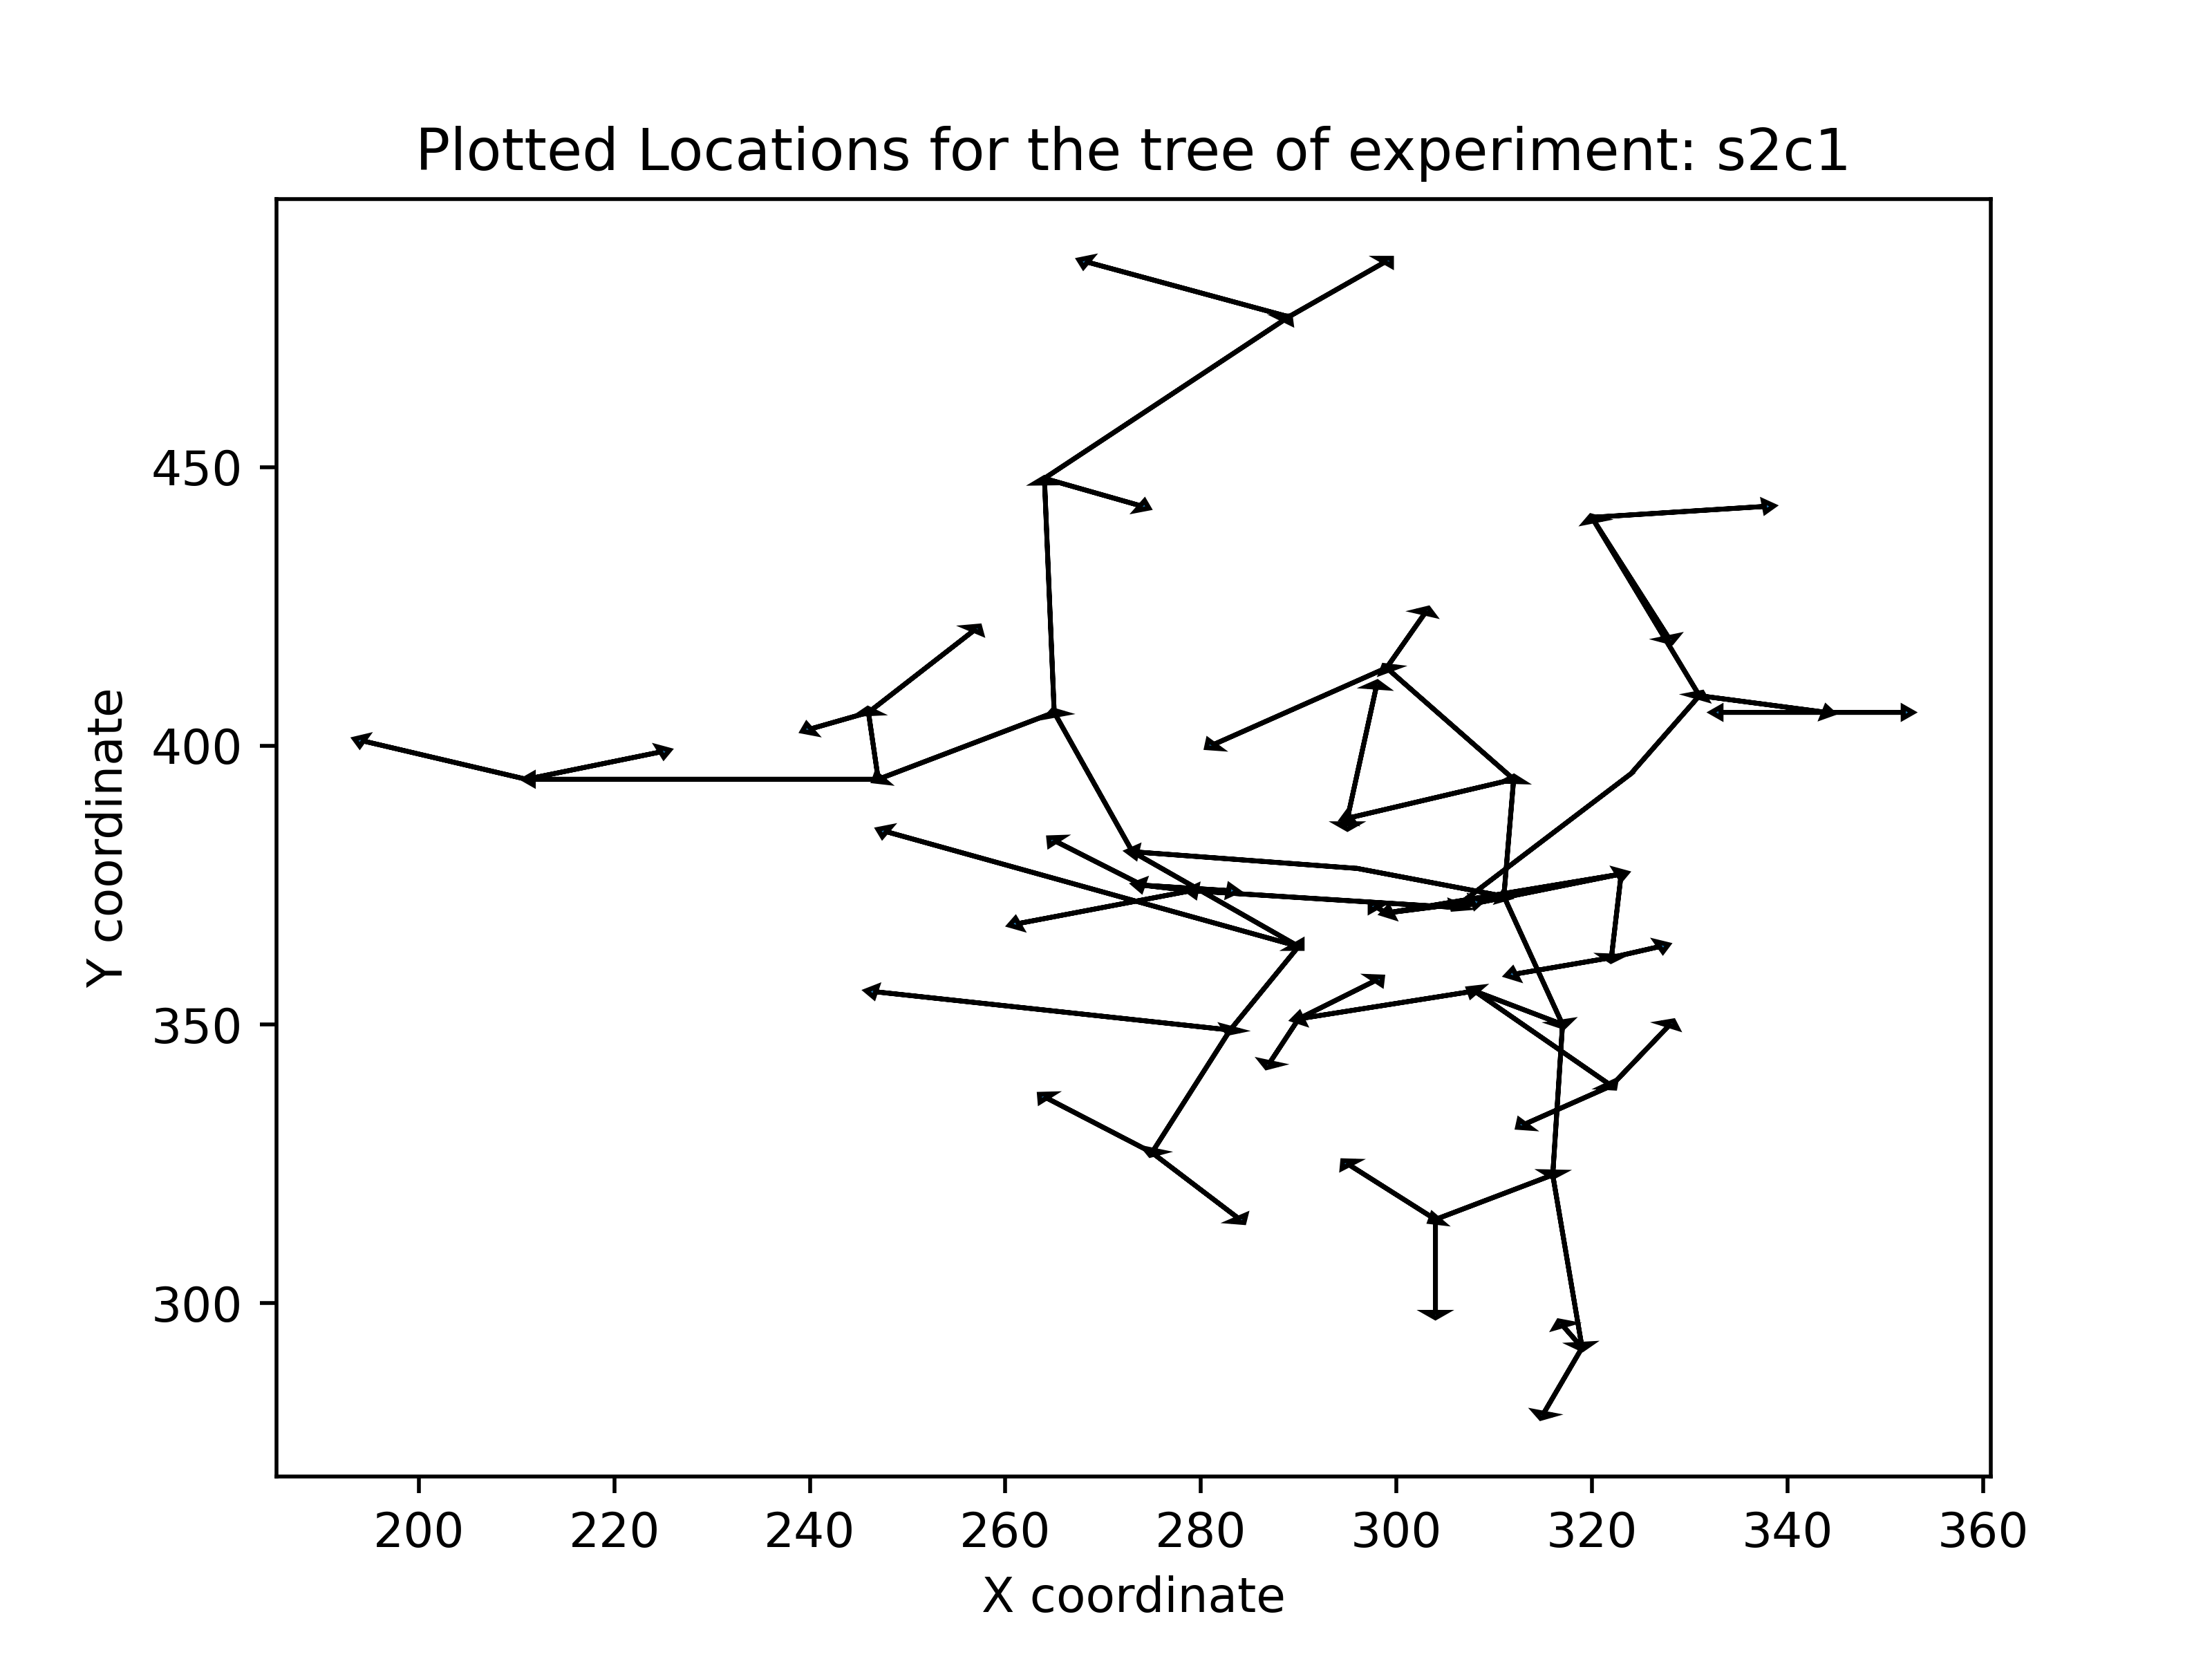 Plotted Locations for the tree of experiment: s2c1
450
400
350
300
Y coordinate
200 220 240 260 280 300 320 340 360
X coordinate